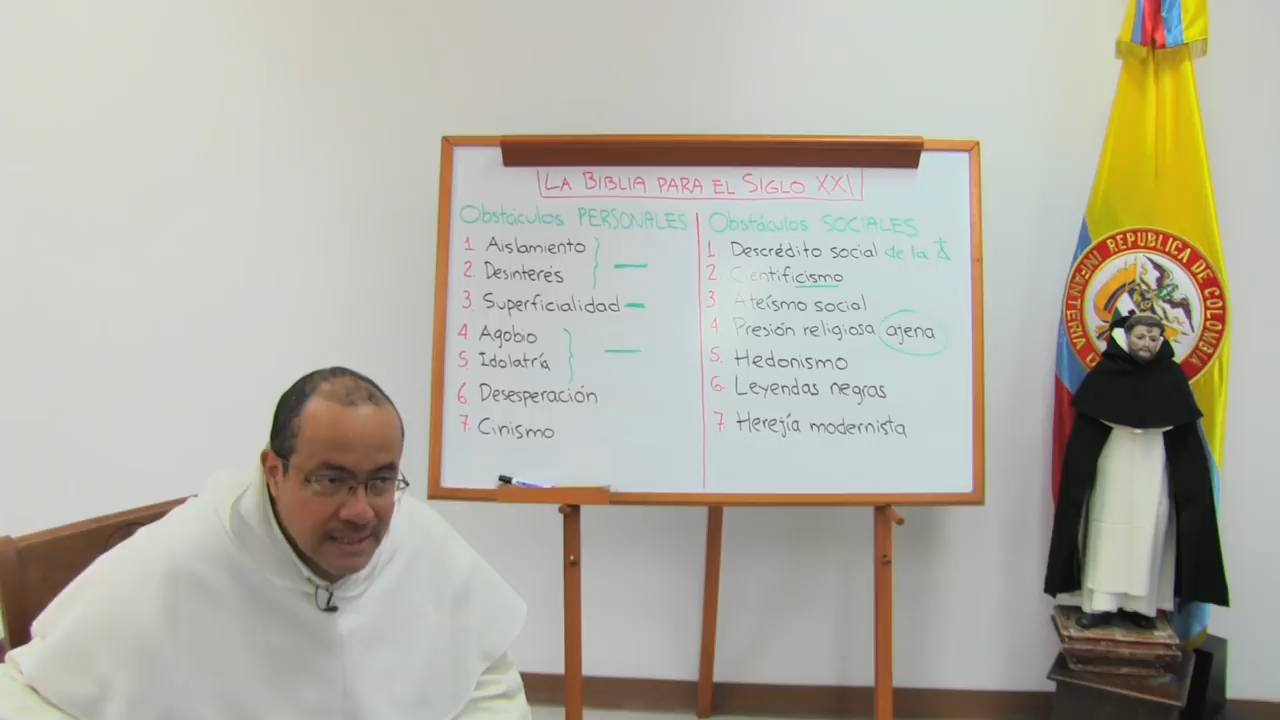 LA BIBLIA PARA EL SIGLO XXI
Obstáculos PERSONALES
1. Aislamiento
2. Desinterés
3. Superficialidad
4. Agobio
5. Idolatría
6. Desesperación
7. Cinismo
Obstáculos SOCIALES
1. Descrédito social de la
2. Cientificismo
3. Ateísmo social
4. Presión religiosa ajena
5. Hedonismo
6. Leyendas negras
7. Herejía modernista
REPUBLICA DE COLOMBIA
INFANTERIA